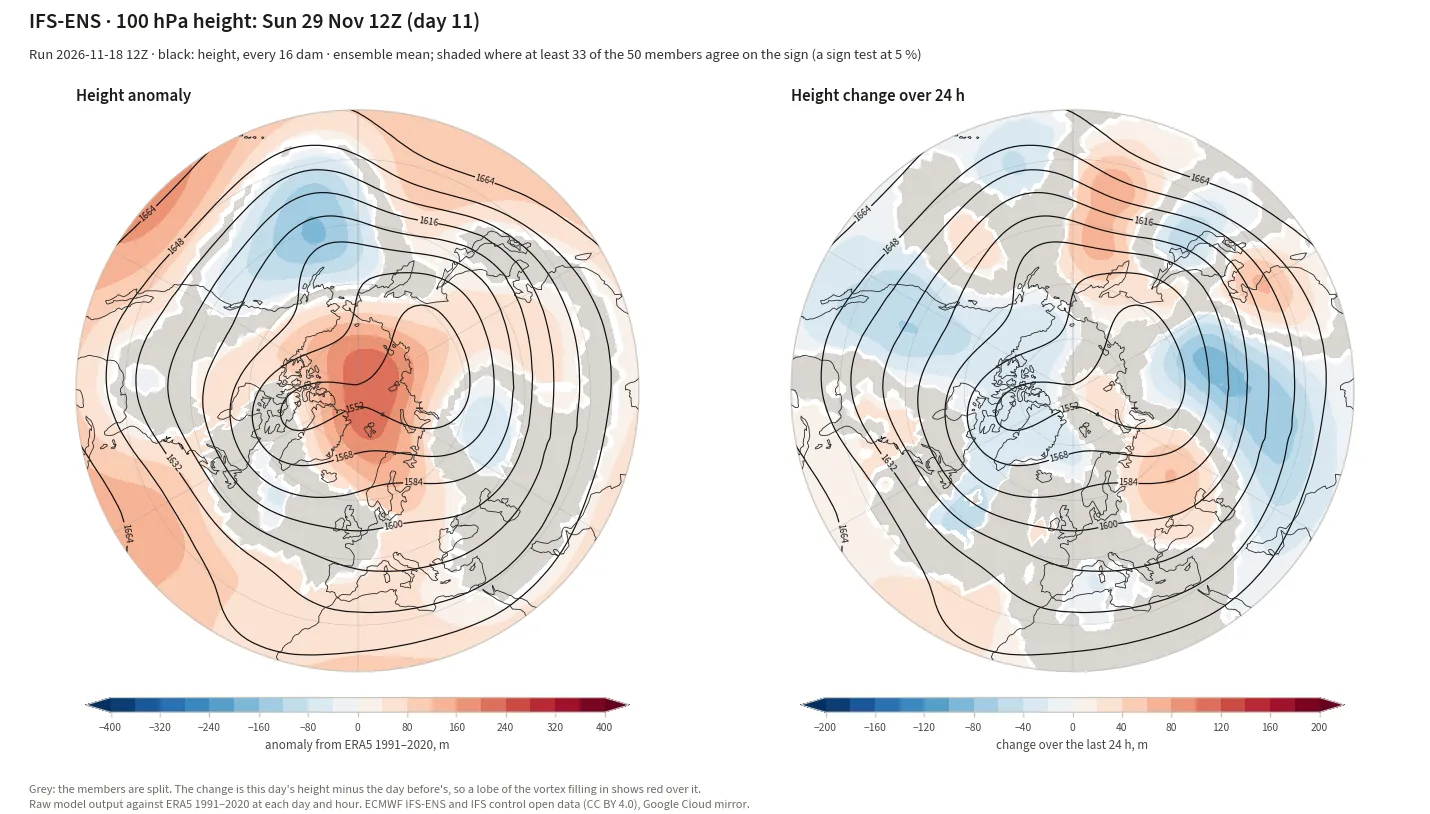 IFS-ENS · 100 hPa height: Sun 29 Nov 12Z (day 11)
Run 2026-11-18 12Z · black: height, every 16 dam · ensemble mean; shaded where at least 33 of the 50 members agree on the sign (a sign test at 5 %)
Height anomaly
1664
1616
1664
1648
1552
1568
1584
1632
1600
1664
−400 −320 −240 −160 −80 0 80 160 240 320 400
anomaly from ERA5 1991–2020, m
Height change over 24 h
1664
1616
1664
1648
1552
1568
1584
1632
1600
1664
−200 −160 −120 −80 −40 0 40 80 120 160 200
change over the last 24 h, m
Grey: the members are split. The change is this day's height minus the day before's, so a lobe of the vortex filling in shows red over it.
Raw model output against ERA5 1991–2020 at each day and hour. ECMWF IFS-ENS and IFS control open data (CC BY 4.0), Google Cloud mirror.